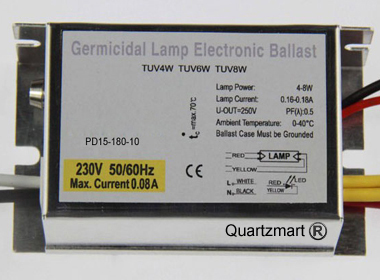 Germicidal Lamp Electronic Ballast
TUV4W TUV6W TUV8W
Lamp Power: 4-8W
Lamp Current: 0.16-0.18A
U-OUT=250V PF(λ):0.5
Ambient Temperature: 0-40°C
Ballast Case Must be Grounded
tc =max 70°C
PD15-180-10
230V 50/60Hz
Max. Current 0.08A
CE
RED LAMP
YELLOW
L WHITE RED LED
N BLACK YELLOW
Quartzmart ®